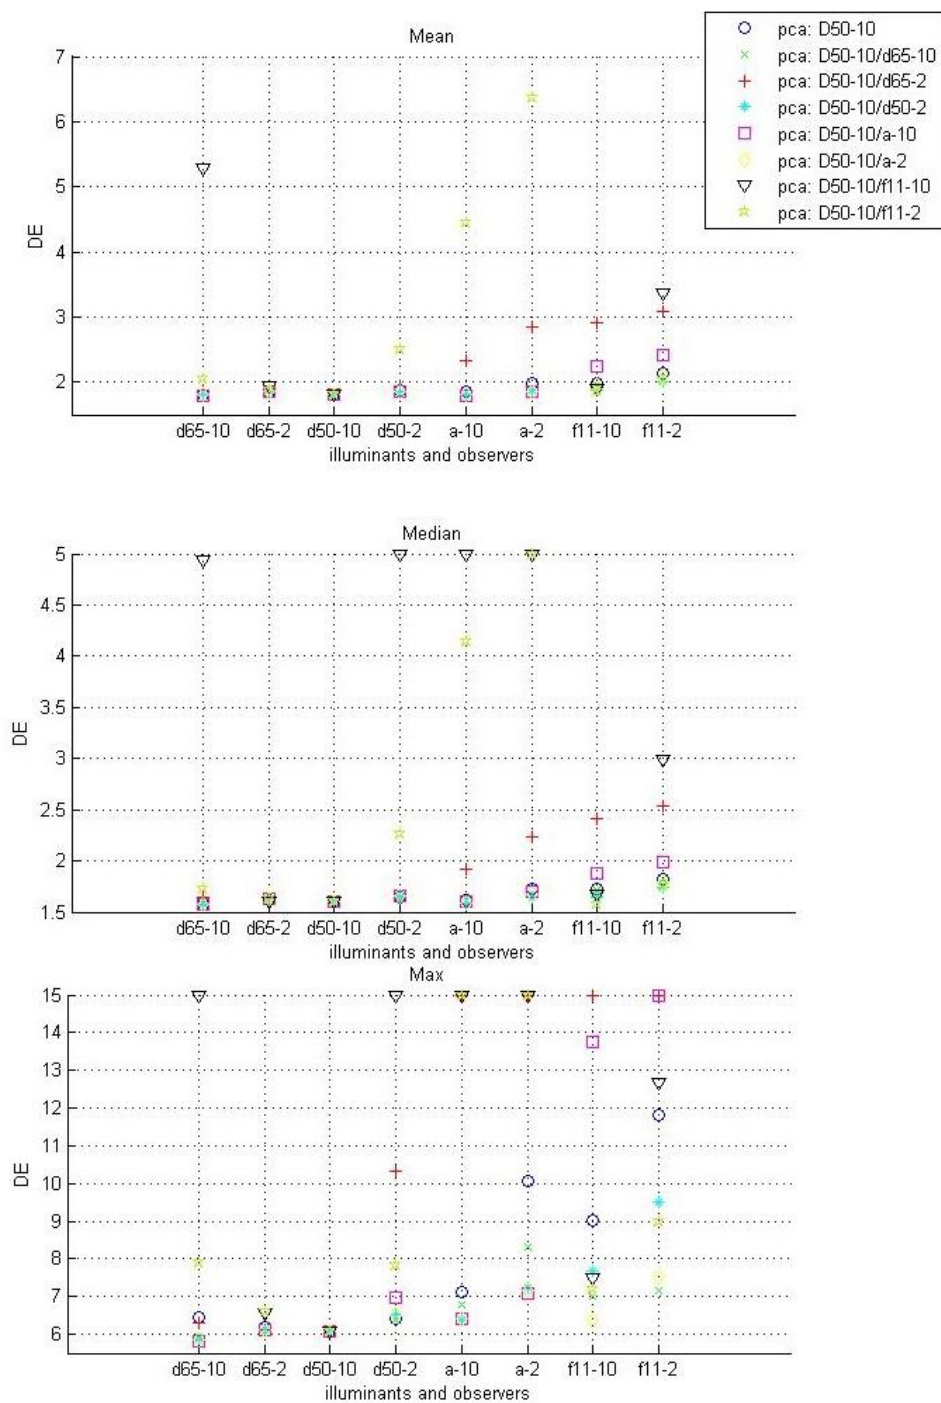 Mean
pca: D50-10
pca: D50-10/d65-10
pca: D50-10/d65-2
pca: D50-10/d50-2
pca: D50-10/a-10
pca: D50-10/a-2
pca: D50-10/f11-10
pca: D50-10/f11-2
7
6
5
4
3
2
DE
d65-10 d65-2 d50-10 d50-2 a-10 a-2 f11-10 f11-2
illuminants and observers
Median
5
4.5
4
3.5
3
2.5
2
1.5
DE
d65-10 d65-2 d50-10 d50-2 a-10 a-2 f11-10 f11-2
illuminants and observers
Max
15
14
13
12
11
10
9
8
7
6
DE
d65-10 d65-2 d50-10 d50-2 a-10 a-2 f11-10 f11-2
illuminants and observers